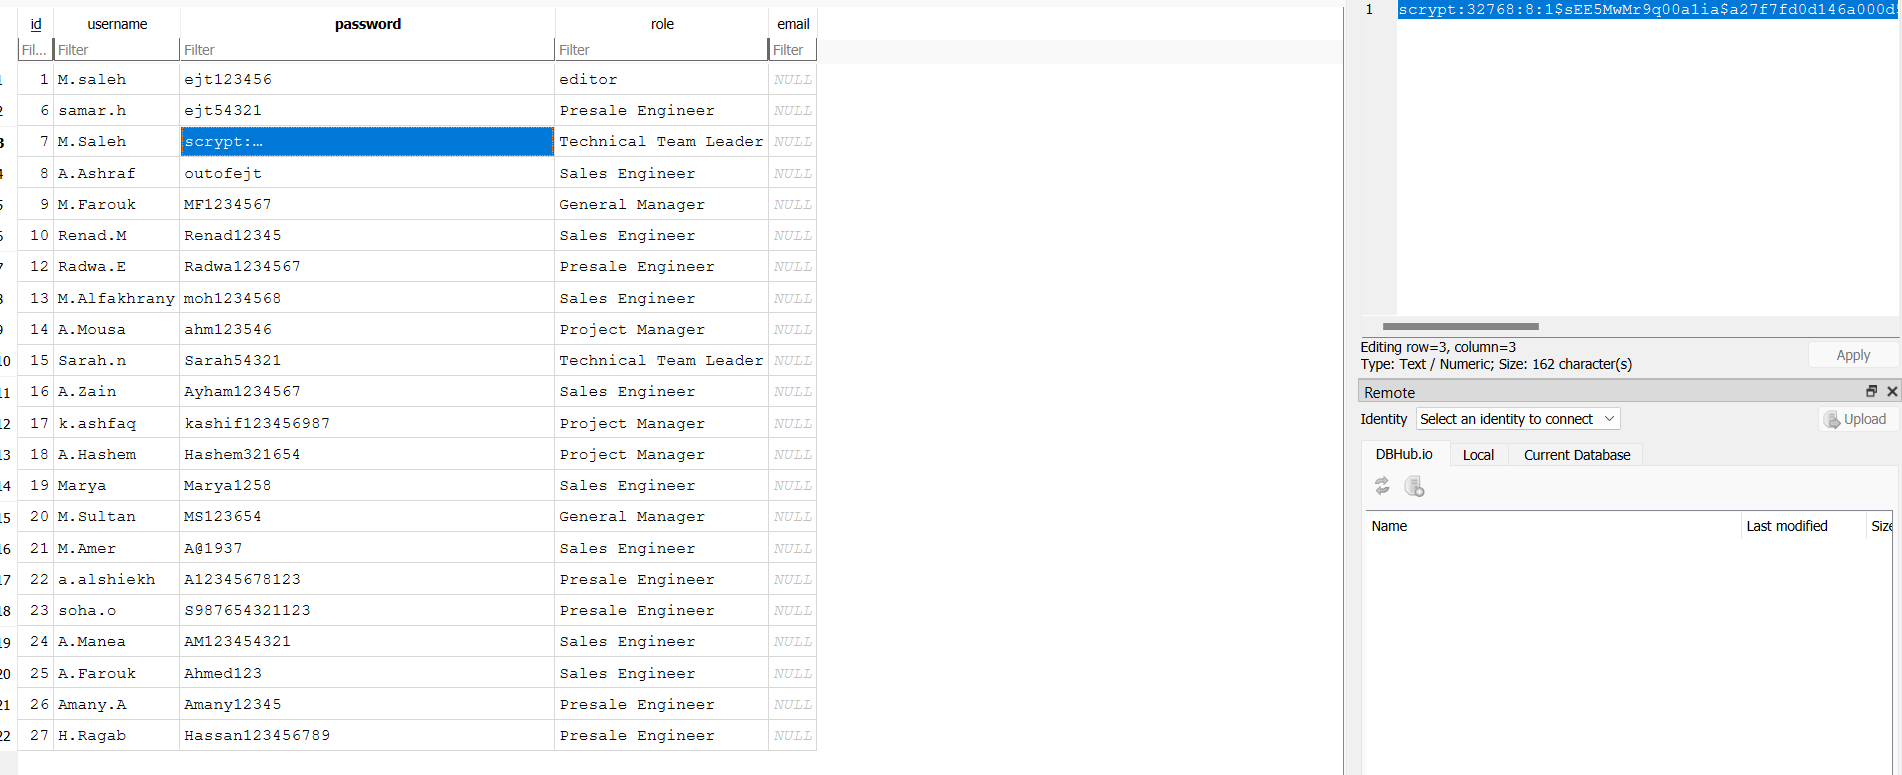 id username password role email
Fil... Filter Filter Filter Filter
1 M.saleh ejt123456 editor NULL
2 6 samar.h ejt54321 Presale Engineer NULL
3 7 M.Saleh scrypt:… Technical Team Leader NULL
4 8 A.Ashraf outofejt Sales Engineer NULL
5 9 M.Farouk MF1234567 General Manager NULL
6 10 Renad.M Renad12345 Sales Engineer NULL
7 12 Radwa.E Radwa1234567 Presale Engineer NULL
8 13 M.Alfakhrany moh1234568 Sales Engineer NULL
9 14 A.Mousa ahm123546 Project Manager NULL
10 15 Sarah.n Sarah54321 Technical Team Leader NULL
11 16 A.Zain Ayham1234567 Sales Engineer NULL
12 17 k.ashfaq kashif123456987 Project Manager NULL
13 18 A.Hashem Hashem321654 Project Manager NULL
14 19 Marya Marya1258 Sales Engineer NULL
15 20 M.Sultan MS123654 General Manager NULL
16 21 M.Amer A@1937 Sales Engineer NULL
17 22 a.alshiekh A12345678123 Presale Engineer NULL
18 23 soha.o S987654321123 Presale Engineer NULL
19 24 A.Manea AM123454321 Sales Engineer NULL
20 25 A.Farouk Ahmed123 Sales Engineer NULL
21 26 Amany.A Amany12345 Presale Engineer NULL
22 27 H.Ragab Hassan123456789 Presale Engineer NULL
1 scrypt:32768:8:1$sEE5MwMr9q00a1ia$a27f7fd0d146a000d
Editing row=3, column=3
Type: Text / Numeric; Size: 162 character(s)
Apply
Remote
Identity Select an identity to connect Upload
DBHub.io Local Current Database
Name Last modified Size